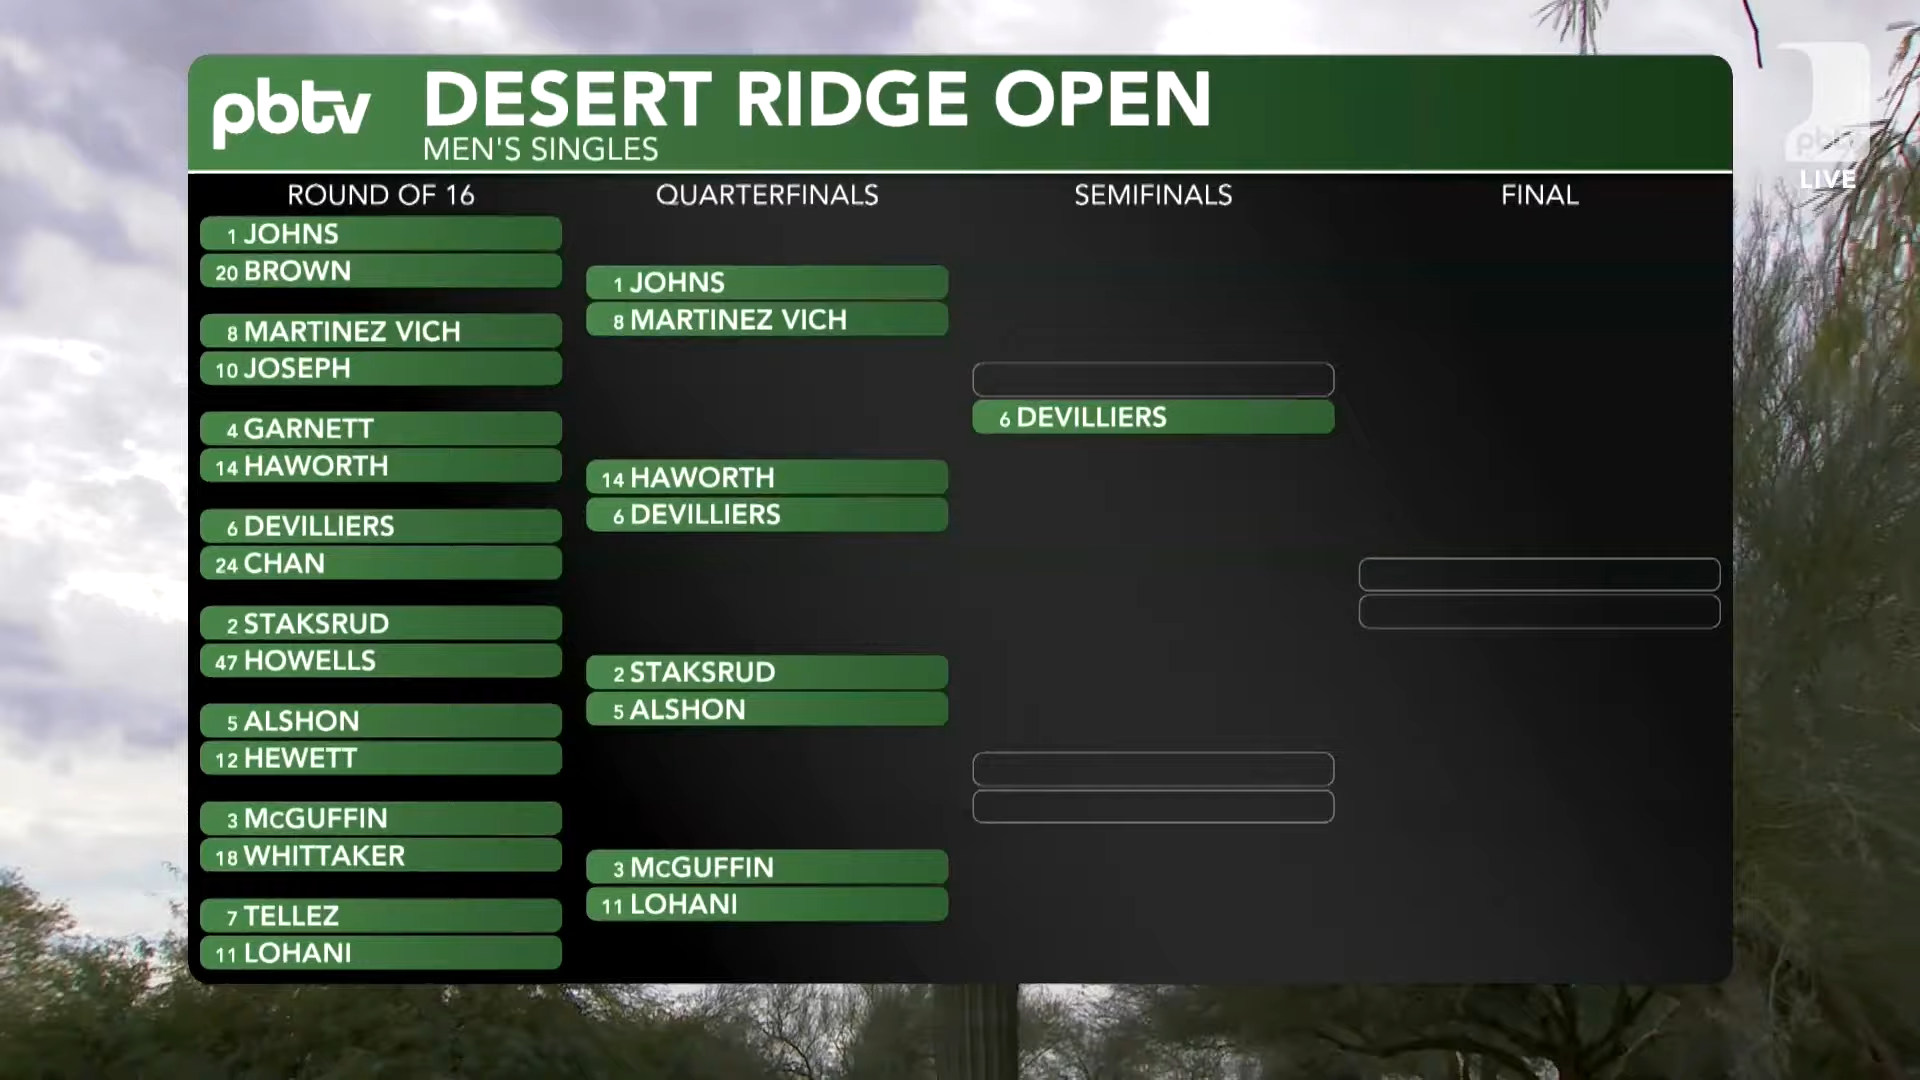 pbtv
DESERT RIDGE OPEN
MEN'S SINGLES
ROUND OF 16
QUARTERFINALS
SEMIFINALS
FINAL
1 JOHNS
20 BROWN
8 MARTINEZ VICH
10 JOSEPH
4 GARNETT
14 HAWORTH
6 DEVILLIERS
24 CHAN
2 STAKSRUD
47 HOWELLS
5 ALSHON
12 HEWETT
3 McGUFFIN
18 WHITTAKER
7 TELLEZ
11 LOHANI
1 JOHNS
8 MARTINEZ VICH
14 HAWORTH
6 DEVILLIERS
2 STAKSRUD
5 ALSHON
3 McGUFFIN
11 LOHANI
6 DEVILLIERS
1
pbtv
LIVE